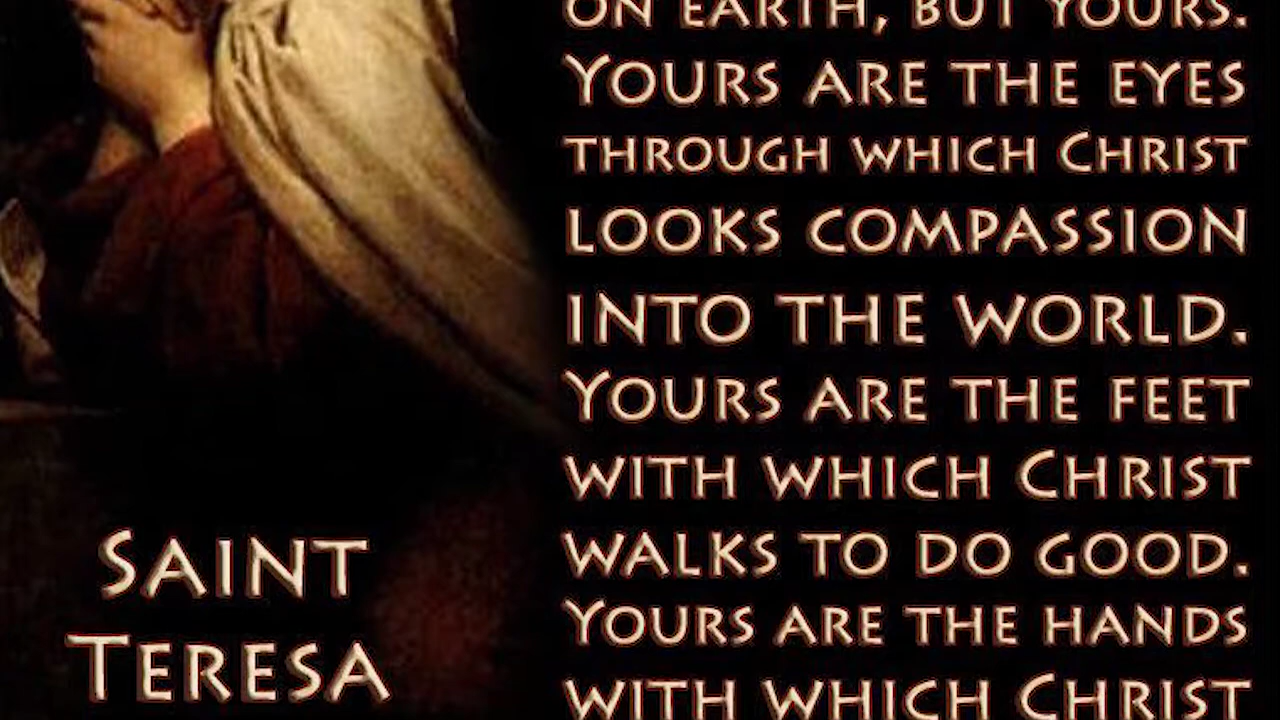 ON EARTH, BUT YOURS.
YOURS ARE THE EYES
THROUGH WHICH CHRIST
LOOKS COMPASSION
INTO THE WORLD.
YOURS ARE THE FEET
WITH WHICH CHRIST
WALKS TO DO GOOD.
YOURS ARE THE HANDS
WITH WHICH CHRIST
SAINT
TERESA